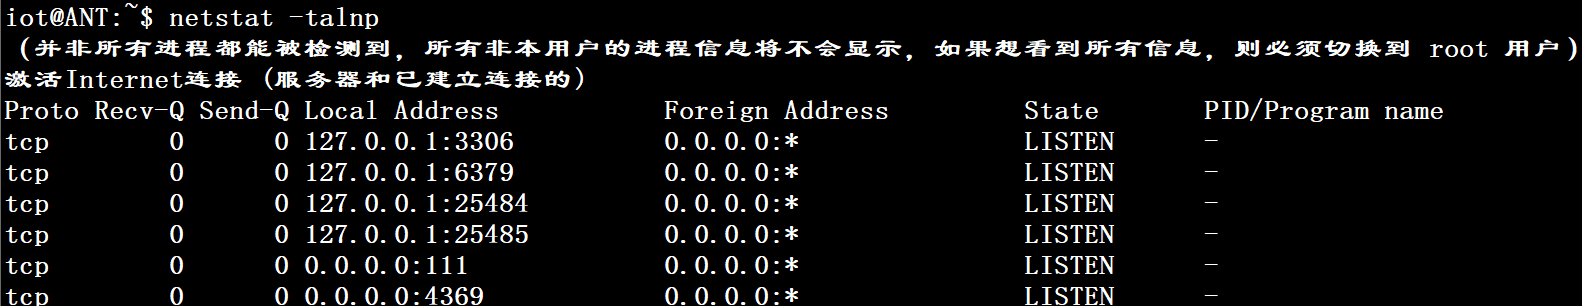 iot@ANT:~$ netstat -talnp
（并非所有进程都能被检测到，所有非本用户的进程信息将不会显示，如果想看到所有信息，则必须切换到 root 用户）
激活Internet连接 (服务器和已建立连接的)
Proto Recv-Q Send-Q Local Address           Foreign Address         State       PID/Program name
tcp        0      0 127.0.0.1:3306          0.0.0.0:*               LISTEN      -
tcp        0      0 127.0.0.1:6379          0.0.0.0:*               LISTEN      -
tcp        0      0 127.0.0.1:25484         0.0.0.0:*               LISTEN      -
tcp        0      0 127.0.0.1:25485         0.0.0.0:*               LISTEN      -
tcp        0      0 0.0.0.0:111             0.0.0.0:*               LISTEN      -
tcp        0      0 0.0.0.0:4369            0.0.0.0:*               LISTEN      -